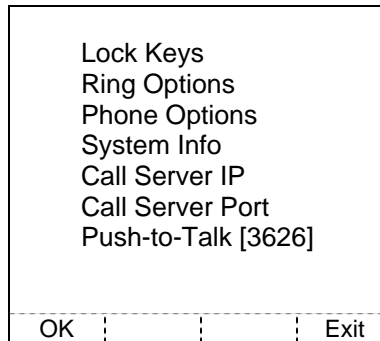 Lock Keys
Ring Options
Phone Options
System Info
Call Server IP
Call Server Port
Push-to-Talk [3626]
OK Exit